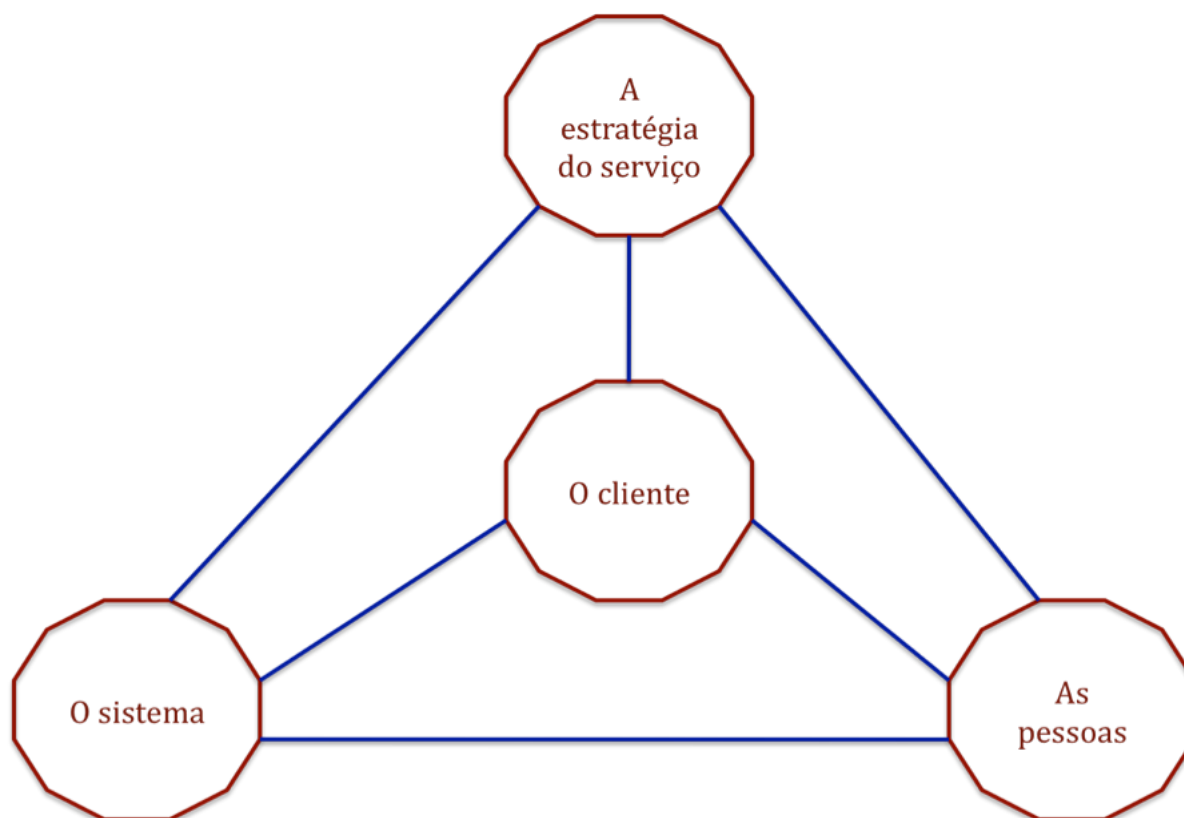 A
estratégia
do serviço
O cliente
O sistema
As
pessoas